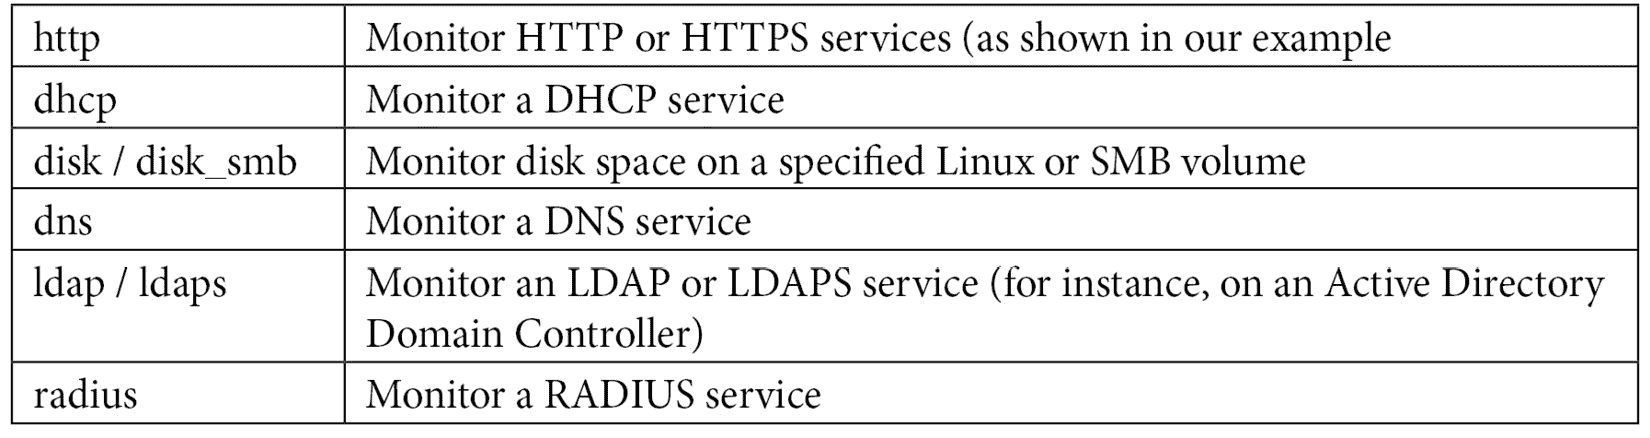 http Monitor HTTP or HTTPS services (as shown in our example
dhcp Monitor a DHCP service
disk / disk_smb Monitor disk space on a specified Linux or SMB volume
dns Monitor a DNS service
ldap / ldaps Monitor an LDAP or LDAPS service (for instance, on an Active Directory
Domain Controller)
radius Monitor a RADIUS service